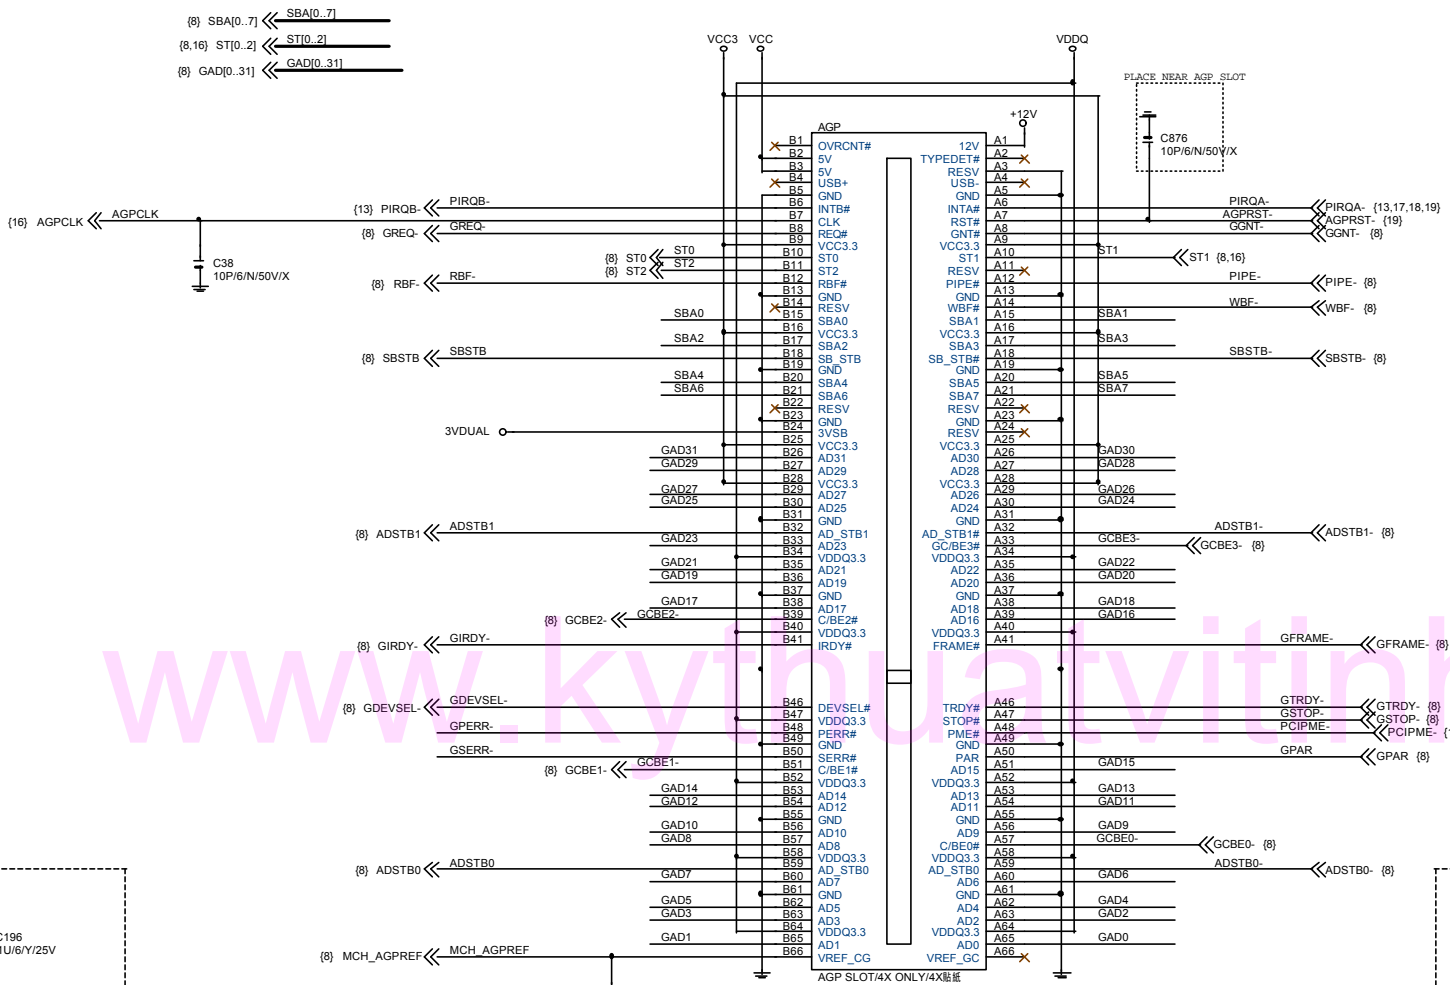 {8} SBA[0..7] SBA[0..7]
{8,16} ST[0..2] ST[0..2]
{8} GAD[0..31] GAD[0..31]
VCC3 VCC VDDQ
PLACE NEAR AGP SLOT
+12V
C876
10P/6/N/50V/X
AGP
B1 OVRCNT# 12V A1
B2 5V TYPEDET# A2
B3 5V RESV A3
B4 USB+ USB- A4
B5 GND GND A5
{13} PIRQB- PIRQB- B6 INTB# INTA# A6 PIRQA- PIRQA- {13,17,18,19}
{16} AGPCLK AGPCLK B7 CLK RST# A7 AGPRST- AGPRST- {19}
{8} GREQ- GREQ- B8 REQ# GNT# A8 GGNT- GGNT- {8}
B9 VCC3.3 VCC3.3 A9
{8} ST0 ST0 B10 ST0 ST1 A10 ST1 ST1 {8,16}
{8} ST2 ST2 B11 ST2 RESV A11
C38
10P/6/N/50V/X
{8} RBF- RBF- B12 RBF# PIPE# A12 PIPE- PIPE- {8}
B13 GND GND A13
B14 RESV WBF# A14 WBF- WBF- {8}
SBA0 B15 SBA0 SBA1 A15 SBA1
B16 VCC3.3 VCC3.3 A16
SBA2 B17 SBA2 SBA3 A17 SBA3
{8} SBSTB SBSTB B18 SB_STB SB_STB# A18 SBSTB- SBSTB- {8}
B19 GND GND A19
SBA4 B20 SBA4 SBA5 A20 SBA5
SBA6 B21 SBA6 SBA7 A21 SBA7
B22 RESV RESV A22
B23 GND GND A23
3VDUAL B24 3VSB RESV A24
B25 VCC3.3 VCC3.3 A25
GAD31 B26 AD31 AD30 A26 GAD30
GAD29 B27 AD29 AD28 A27 GAD28
B28 VCC3.3 VCC3.3 A28
GAD27 B29 AD27 AD26 A29 GAD26
GAD25 B30 AD25 AD24 A30 GAD24
B31 GND GND A31
{8} ADSTB1 ADSTB1 B32 AD_STB1 AD_STB1# A32 ADSTB1- ADSTB1- {8}
GAD23 B33 AD23 GC/BE3# A33 GCBE3- GCBE3- {8}
B34 VDDQ3.3 VDDQ3.3 A34
GAD21 B35 AD21 AD22 A35 GAD22
GAD19 B36 AD19 AD20 A36 GAD20
B37 GND GND A37
GAD17 B38 AD17 AD18 A38 GAD18
{8} GCBE2- GCBE2- B39 C/BE2# AD16 A39 GAD16
B40 VDDQ3.3 VDDQ3.3 A40
{8} GIRDY- GIRDY- B41 IRDY# FRAME# A41 GFRAME- GFRAME- {8}
www.kythuatvitinh
{8} GDEVSEL- GDEVSEL- B46 DEVSEL# TRDY# A46 GTRDY- GTRDY- {8}
B47 VDDQ3.3 STOP# A47 GSTOP- GSTOP- {8}
GPERR- B48 PERR# PME# A48 PCIPME- PCIPME-
B49 GND GND A49
GSERR- B50 SERR# PAR A50 GPAR GPAR {8}
{8} GCBE1- GCBE1- B51 C/BE1# AD15 A51 GAD15
B52 VDDQ3.3 VDDQ3.3 A52
GAD14 B53 AD14 AD13 A53 GAD13
GAD12 B54 AD12 AD11 A54 GAD11
B55 GND GND A55
GAD10 B56 AD10 AD9 A56 GAD9
GAD8 B57 AD8 C/BE0# A57 GCBE0- GCBE0- {8}
B58 VDDQ3.3 VDDQ3.3 A58
{8} ADSTB0 ADSTB0 B59 AD_STB0 AD_STB0 A59 ADSTB0- ADSTB0- {8}
GAD7 B60 AD7 AD6 A60 GAD6
B61 GND GND A61
GAD5 B62 AD5 AD4 A62 GAD4
GAD3 B63 AD3 AD2 A63 GAD2
B64 VDDQ3.3 VDDQ3.3 A64
GAD1 B65 AD1 AD0 A65 GAD0
{8} MCH_AGPREF MCH_AGPREF B66 VREF_CG VREF_GC A66
C196
1U/6/Y/25V
AGP SLOT/4X ONLY/4X貼紙